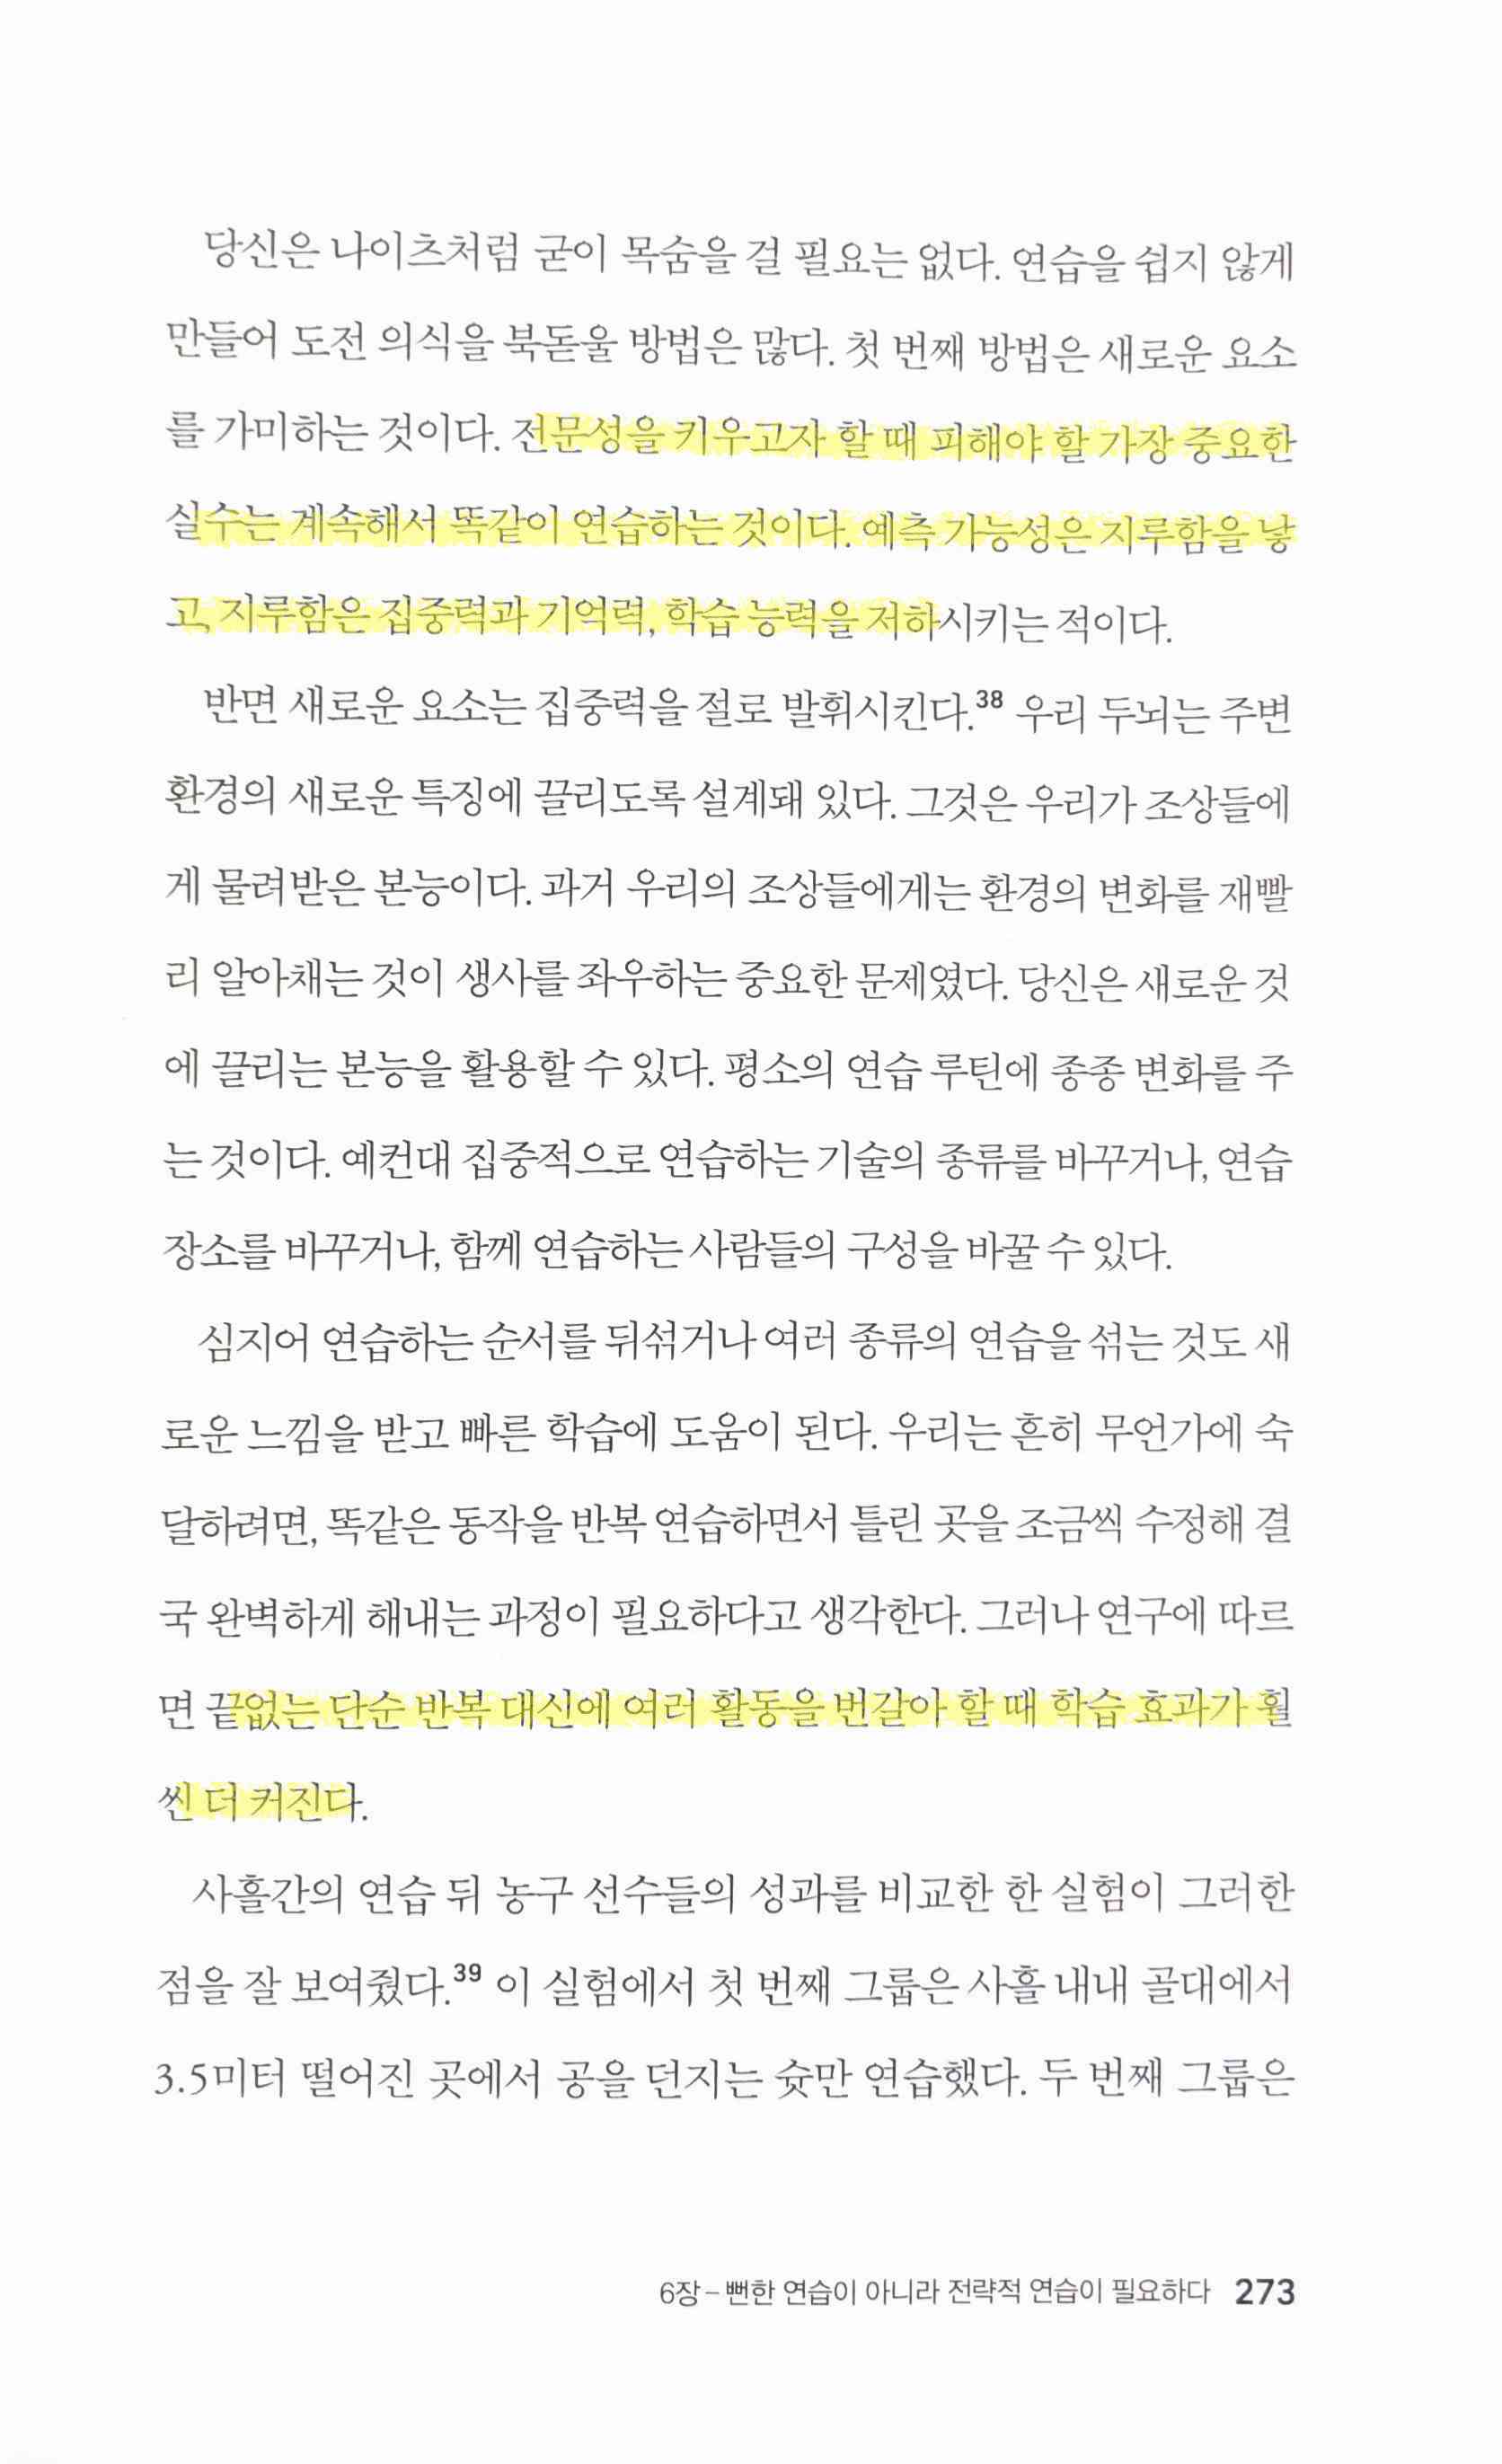 당신은 나이츠처럼 굳이 목숨을 걸 필요는 없다. 연습을 쉽지 않게
만들어 도전 의식을 북돋울 방법은 많다. 첫 번째 방법은 새로운 요소
를 가미하는 것이다. 전문성을 키우고자 할 때 피해야 할 가장 중요한
실수는 계속해서 똑같이 연습하는 것이다. 예측 가능성은 지루함을 낳
고, 지루함은 집중력과 기억력, 학습 능력을 저하시키는 적이다.
반면 새로운 요소는 집중력을 절로 발휘시킨다.38 우리 두뇌는 주변
환경의 새로운 특징에 끌리도록 설계돼 있다. 그것은 우리가 조상들에
게 물려받은 본능이다. 과거 우리의 조상들에게는 환경의 변화를 재빨
리 알아채는 것이 생사를 좌우하는 중요한 문제였다. 당신은 새로운 것
에 끌리는 본능을 활용할 수 있다. 평소의 연습 루틴에 종종 변화를 주
는 것이다. 예컨대 집중적으로 연습하는 기술의 종류를 바꾸거나, 연습
장소를 바꾸거나, 함께 연습하는 사람들의 구성을 바꿀 수 있다.
심지어 연습하는 순서를 뒤섞거나 여러 종류의 연습을 섞는 것도 새
로운 느낌을 받고 빠른 학습에 도움이 된다. 우리는 흔히 무언가에 숙
달하려면, 똑같은 동작을 반복 연습하면서 틀린 곳을 조금씩 수정해 결
국 완벽하게 해내는 과정이 필요하다고 생각한다. 그러나 연구에 따르
면 끝없는 단순 반복 대신에 여러 활동을 번갈아 할 때 학습 효과가 훨
씬 더 커진다.
사흘간의 연습 뒤 농구 선수들의 성과를 비교한 한 실험이 그러한
점을 잘 보여줬다.39 이 실험에서 첫 번째 그룹은 사흘 내내 골대에서
3.5미터 떨어진 곳에서 공을 던지는 슛만 연습했다. 두 번째 그룹은
6장 – 뻔한 연습이 아니라 전략적 연습이 필요하다 273